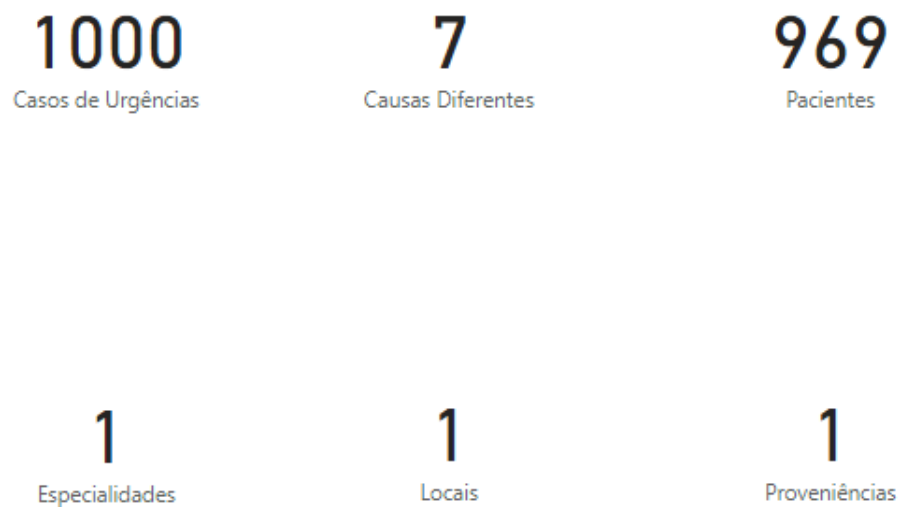 1000 7 969
Casos de Urgências Causas Diferentes Pacientes
1 1 1
Especialidades Locais Proveniências